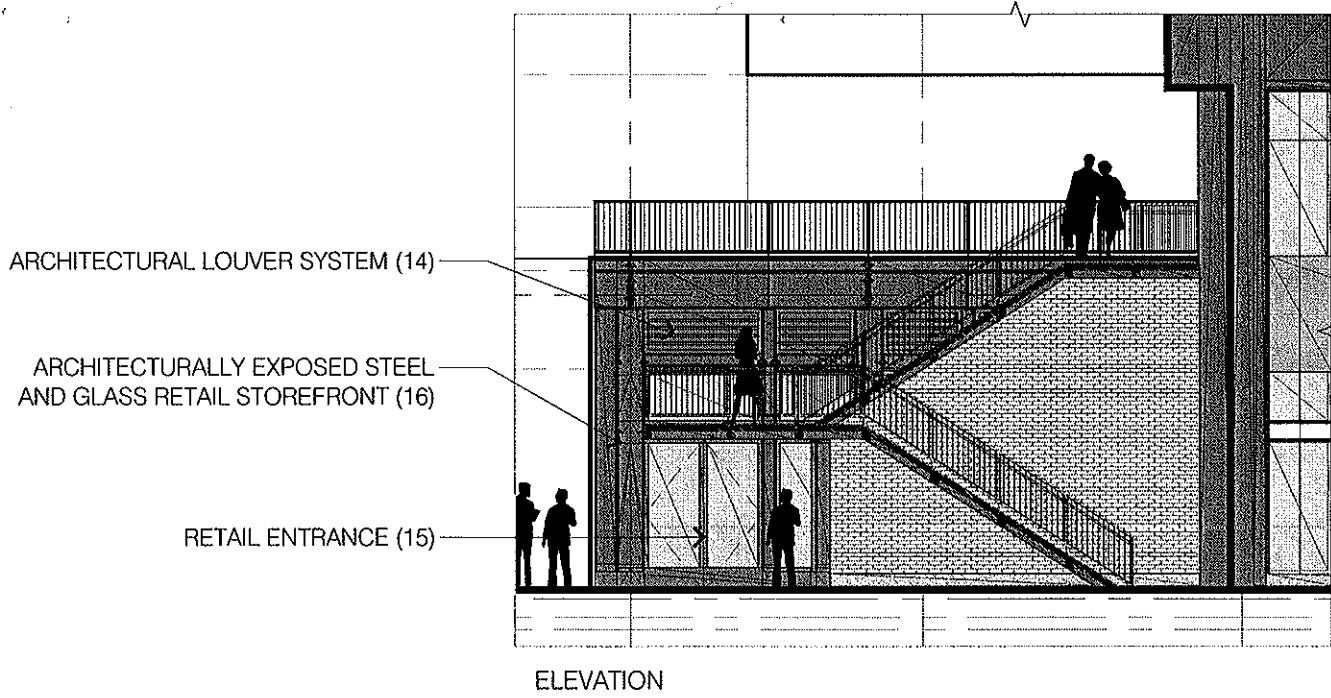 ARCHITECTURAL LOUVER SYSTEM (14)
ARCHITECTURALLY EXPOSED STEEL
AND GLASS RETAIL STOREFRONT (16)
RETAIL ENTRANCE (15)
ELEVATION